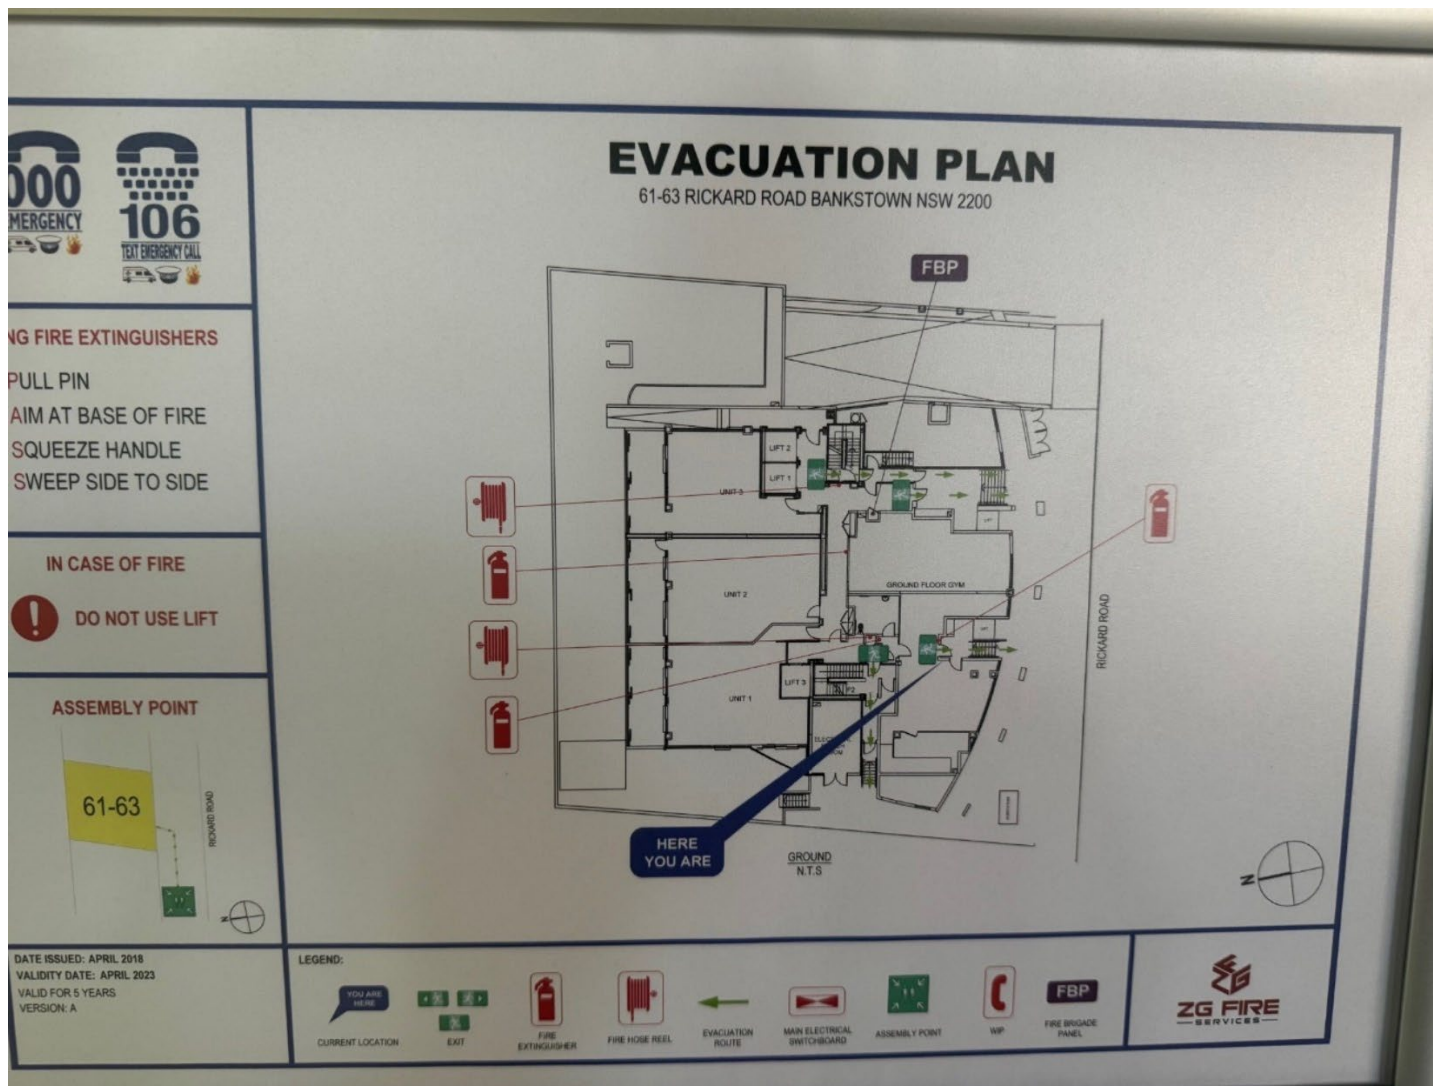 000
EMERGENCY
106
TEXT EMERGENCY CALL
NG FIRE EXTINGUISHERS
PULL PIN
AIM AT BASE OF FIRE
SQUEEZE HANDLE
SWEEP SIDE TO SIDE
IN CASE OF FIRE
! DO NOT USE LIFT
ASSEMBLY POINT
61-63
RICKARD ROAD
N
DATE ISSUED: APRIL 2018
VALIDITY DATE: APRIL 2023
VALID FOR 5 YEARS
VERSION: A
EVACUATION PLAN
61-63 RICKARD ROAD BANKSTOWN NSW 2200
FBP
LIFT 2
LIFT 1
UNIT 3
GROUND FLOOR GYM
UNIT 2
RICKARD ROAD
LIFT 3
UNIT 1
HERE
YOU ARE
GROUND
N.T.S
N
LEGEND:
YOU ARE
HERE
CURRENT LOCATION
EXIT
FIRE
EXTINGUISHER
FIRE HOSE REEL
EVACUATION
ROUTE
MAIN ELECTRICAL
SWITCHBOARD
ASSEMBLY POINT
WIP
FBP
FIRE BRIGADE
PANEL
ZG FIRE
SERVICES